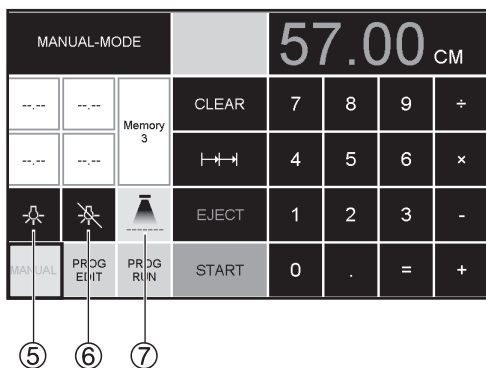 MANUAL-MODE
57.00 CM
--.--
--.--
Memory
3
CLEAR
7
8
9
÷
--.--
--.--
4
5
6
×
EJECT
1
2
3
-
MANUAL
PROG
EDIT
PROG
RUN
START
0
.
=
+
⑤
⑥
⑦